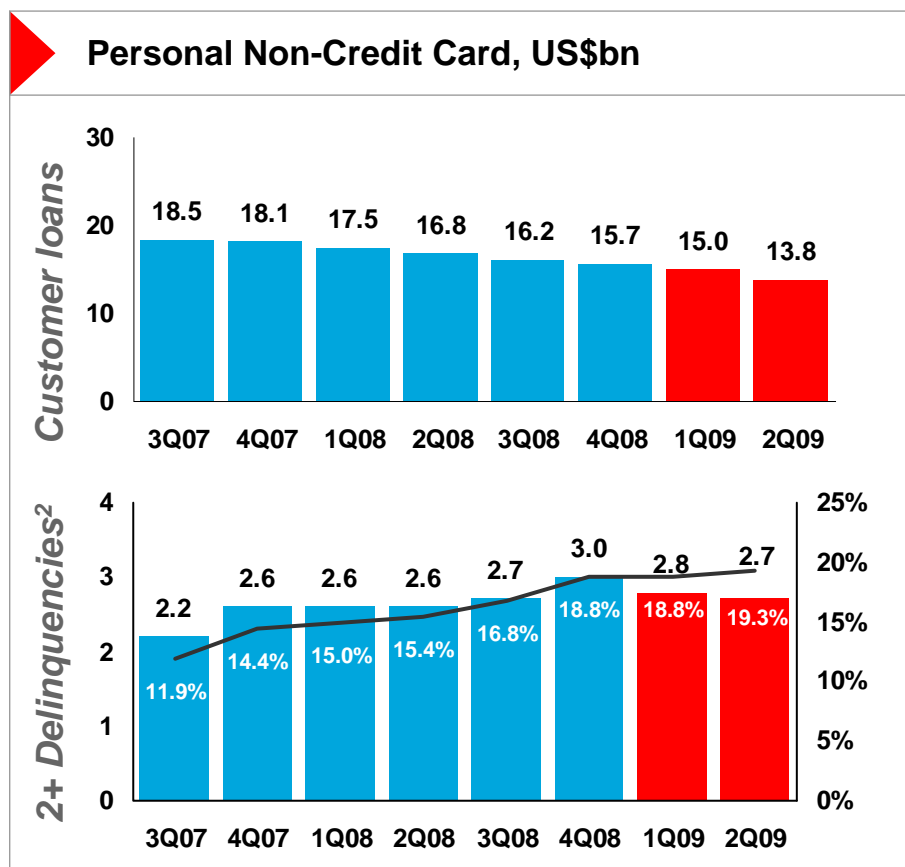 Personal Non-Credit Card, US$bn
Customer loans
30
20
10
0
18.5 18.1 17.5 16.8 16.2 15.7 15.0 13.8
3Q07 4Q07 1Q08 2Q08 3Q08 4Q08 1Q09 2Q09
2+ Delinquencies²
4
3
2
1
0
25%
20%
15%
10%
5%
0%
2.2 2.6 2.6 2.6 2.7 3.0 2.8 2.7
11.9% 14.4% 15.0% 15.4% 16.8% 18.8% 18.8% 19.3%
3Q07 4Q07 1Q08 2Q08 3Q08 4Q08 1Q09 2Q09